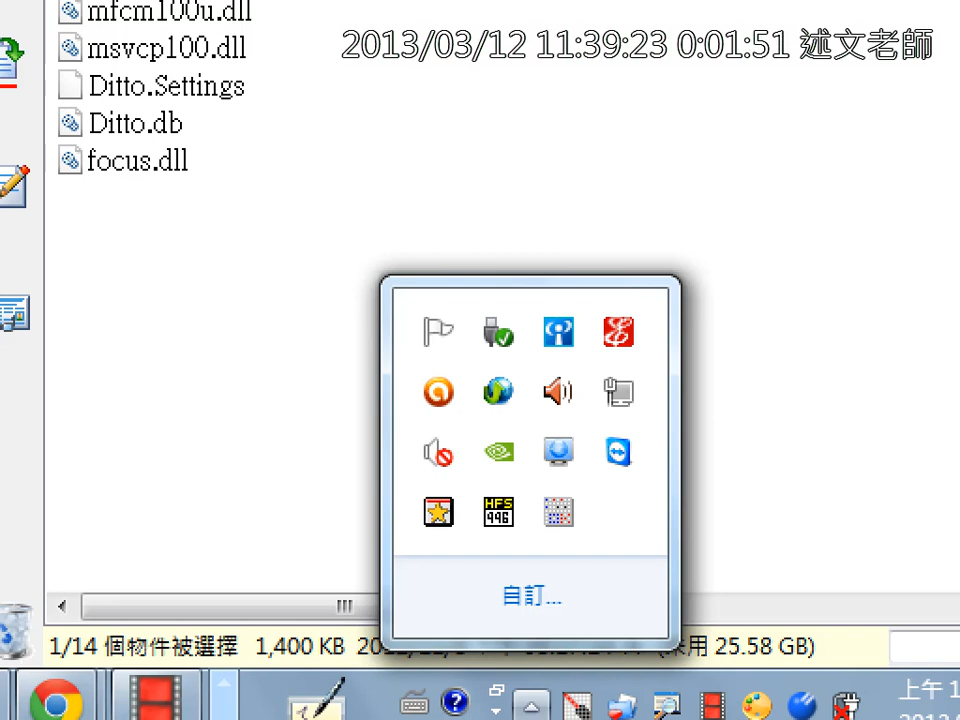 mfcm100u.dll
2013/03/12 11:39:23 0:01:51 述文老師
msvcp100.dll
Ditto.Settings
Ditto.db
focus.dll
HFS
446
自訂...
1/14 個物件被選擇 1,400 KB
用 25.58 GB)
上午 1